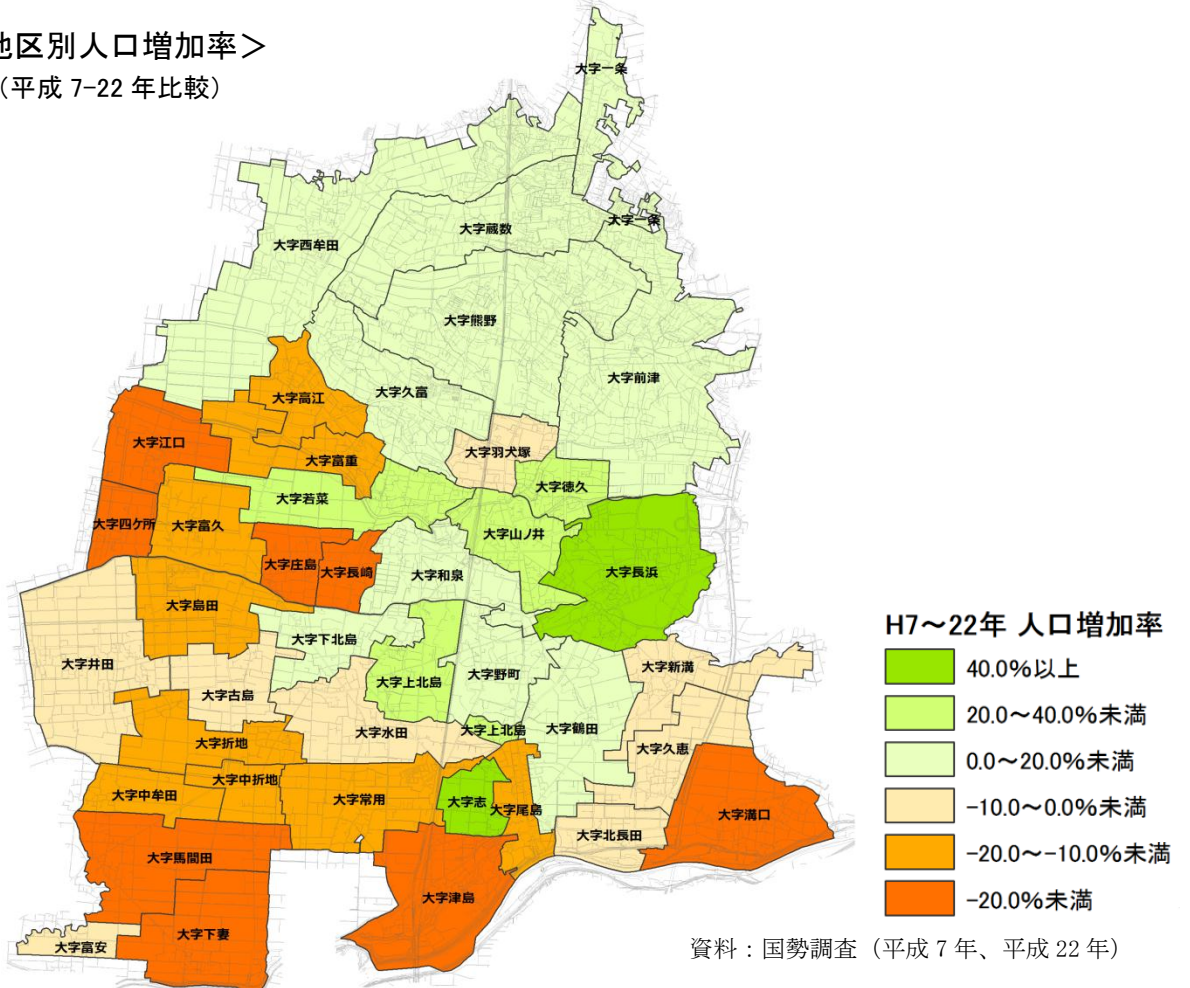 地区別人口増加率＞
（平成 7-22 年比較）
大字一条
大字一条
大字蔵数
大字西牟田
大字熊野
大字前津
大字久富
大字高江
大字江口
大字羽犬塚
大字富重
大字徳久
大字若菜
大字四ケ所
大字富久
大字山ノ井
大字庄島
大字長崎
大字和泉
大字長浜
大字島田
大字下北島
大字井田
大字新溝
大字野町
大字上北島
大字古島
大字上北島
大字鶴田
大字水田
大字折地
大字久恵
大字中折地
大字中牟田
大字常用
大字志
大字尾島
大字溝口
大字北長田
大字馬間田
大字津島
大字下妻
大字富安
H7～22年 人口増加率
40.0%以上
20.0～40.0%未満
0.0～20.0%未満
-10.0～0.0%未満
-20.0～-10.0%未満
-20.0%未満
資料：国勢調査（平成 7 年、平成 22 年）